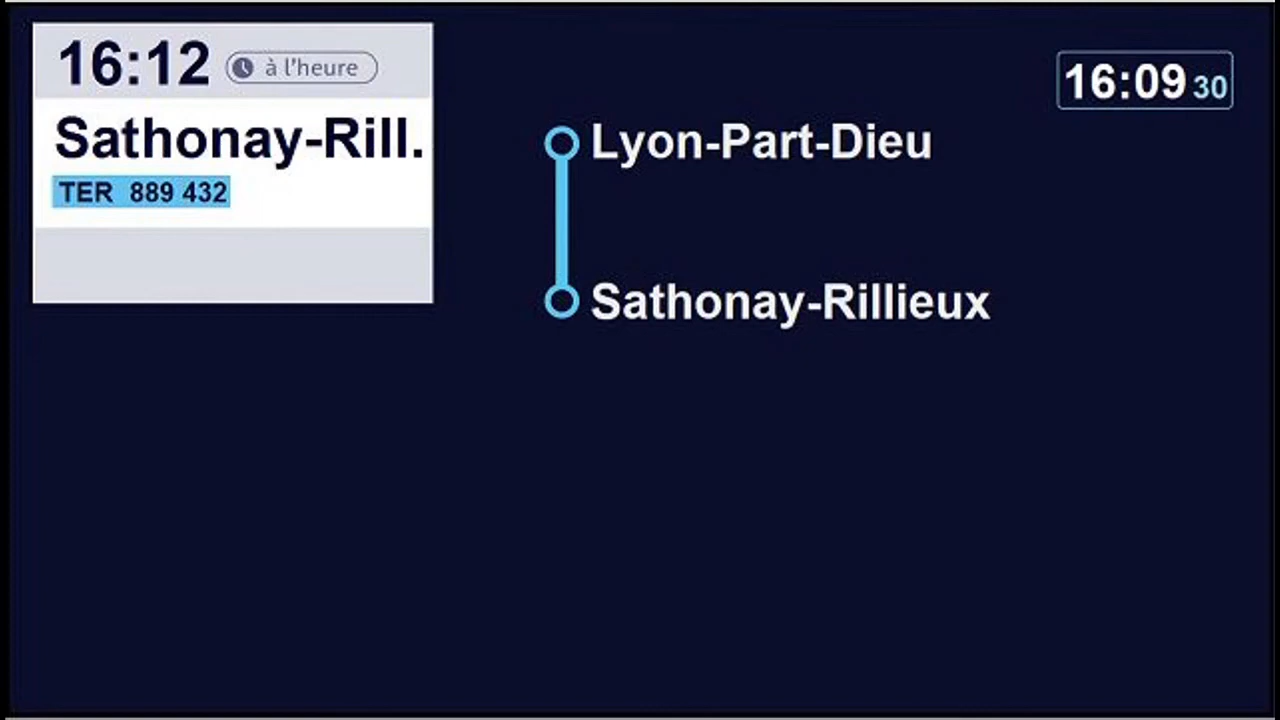 16:12 à l'heure
Sathonay-Rill.
TER 889 432
16:09 30
Lyon-Part-Dieu
Sathonay-Rillieux